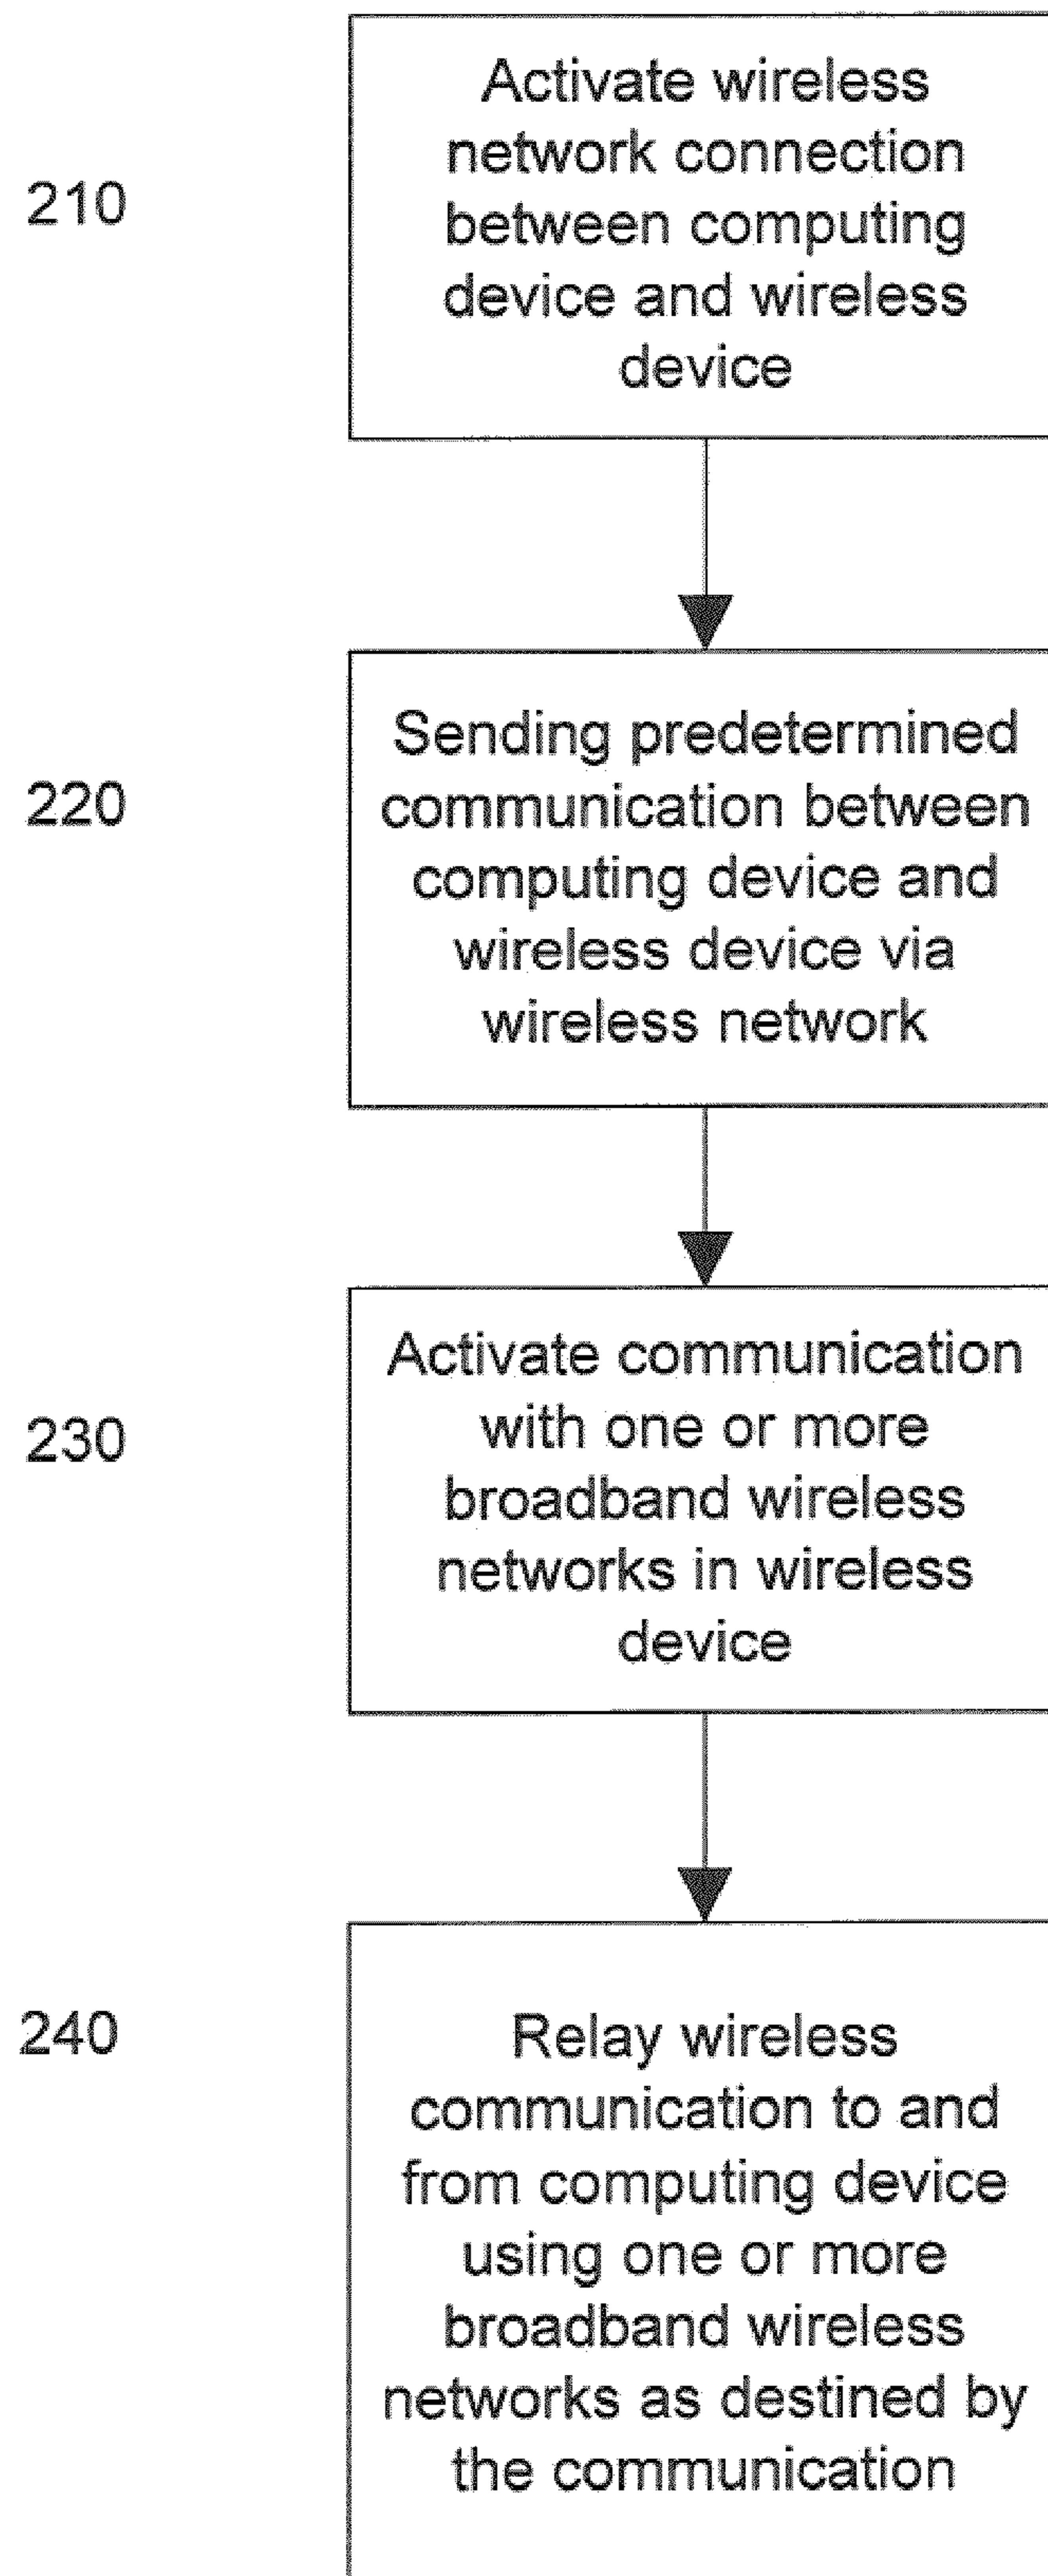 Activate wireless
network connection
210
between computing
device and wireless
device
Sending predetermined
220
communication between
computing device and
wireless device via
wireless network
Activate communication
with one or more
230
broadband wireless
networks in wireless
device
240
Relay wireless
communication to and
from computing device
using one or more
broadband wireless
networks as destined by
the communication